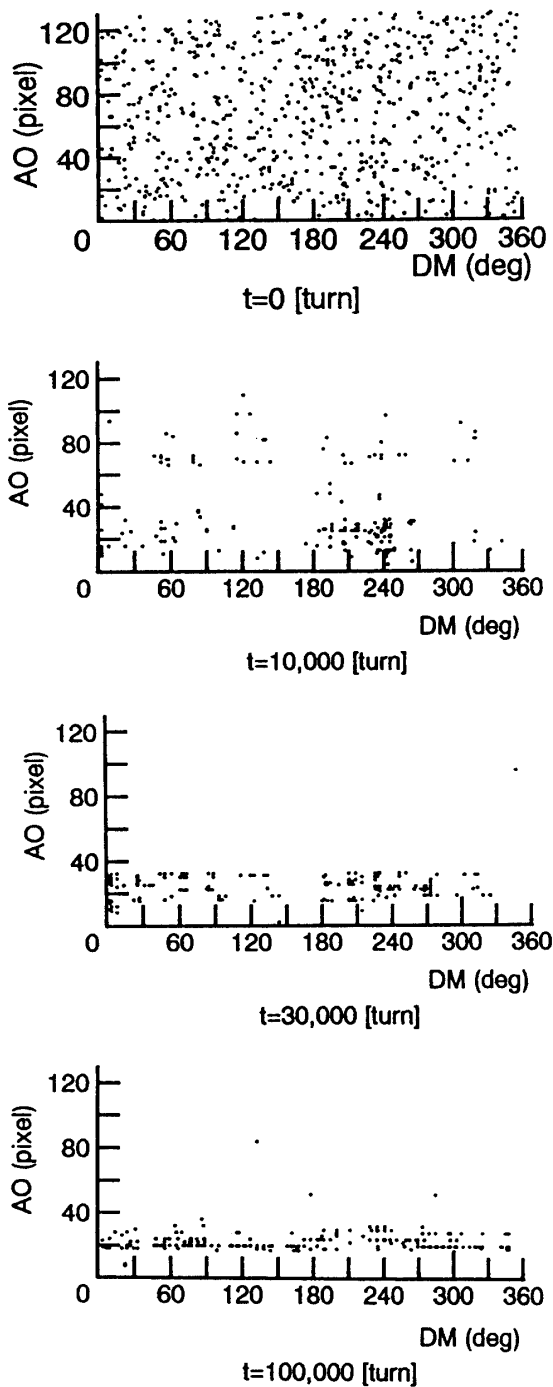 120
80
40
AO (pixel)
0 60 120 180 240 300 360
DM (deg)
t=0 [turn]
120
80
40
AO (pixel)
0 60 120 180 240 300 360
DM (deg)
t=10,000 [turn]
120
80
40
AO (pixel)
0 60 120 180 240 300 360
DM (deg)
t=30,000 [turn]
120
80
40
AO (pixel)
0 60 120 180 240 300 360
DM (deg)
t=100,000 [turn]